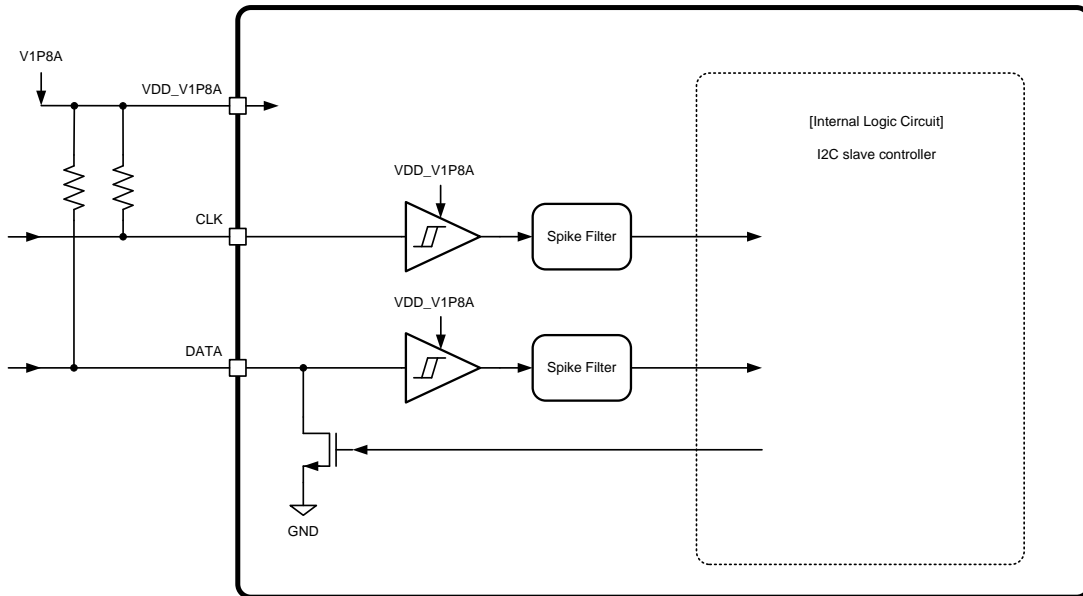 V1P8A
VDD_V1P8A
[Internal Logic Circuit]
I2C slave controller
VDD_V1P8A
CLK
Spike Filter
VDD_V1P8A
DATA
Spike Filter
GND